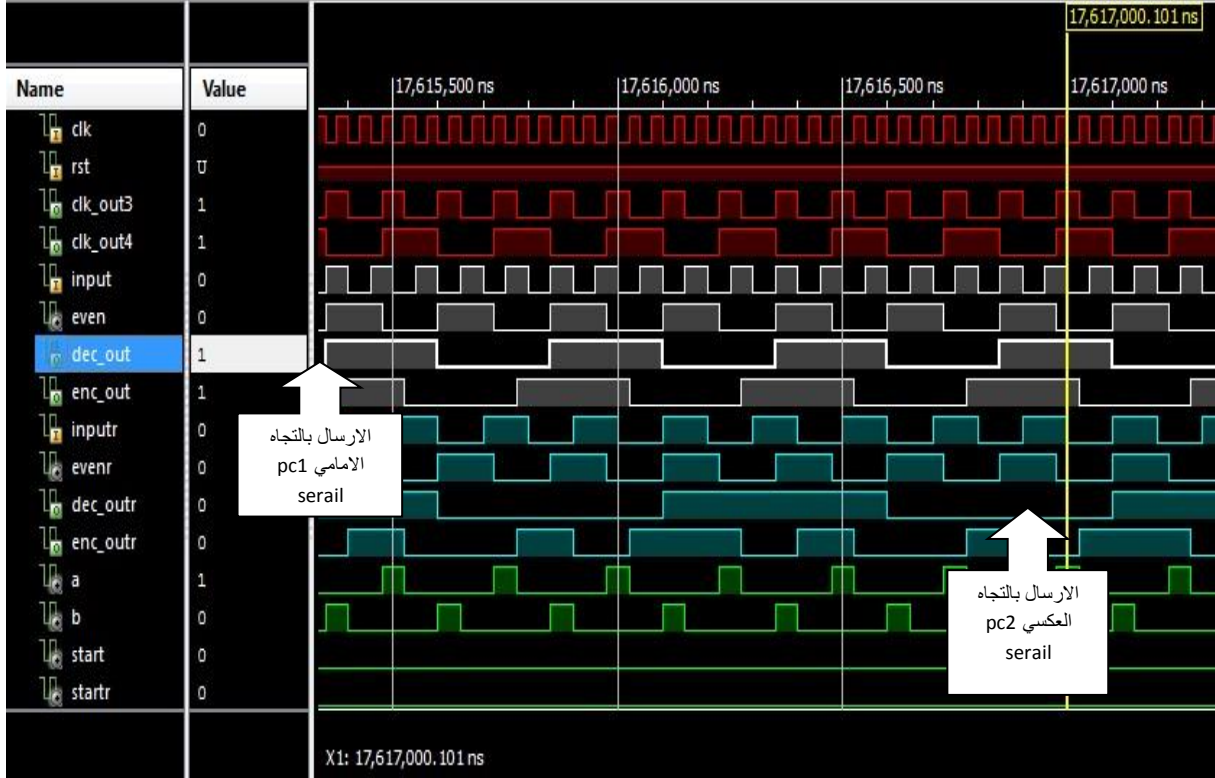 17,617,000.101 ns
Name Value
17,615,500 ns 17,616,000 ns 17,616,500 ns 17,617,000 ns
clk 0
rst U
clk_out3 1
clk_out4 1
input 0
even 0
dec_out 1
enc_out 1
inputr 0
evenr 0
dec_outr 0
enc_outr 0
a 1
b 0
start 0
startr 0
الارسال بالتجاه
الامامي pc1
serail
الارسال بالتجاه
العكسي pc2
serail
X1: 17,617,000.101 ns